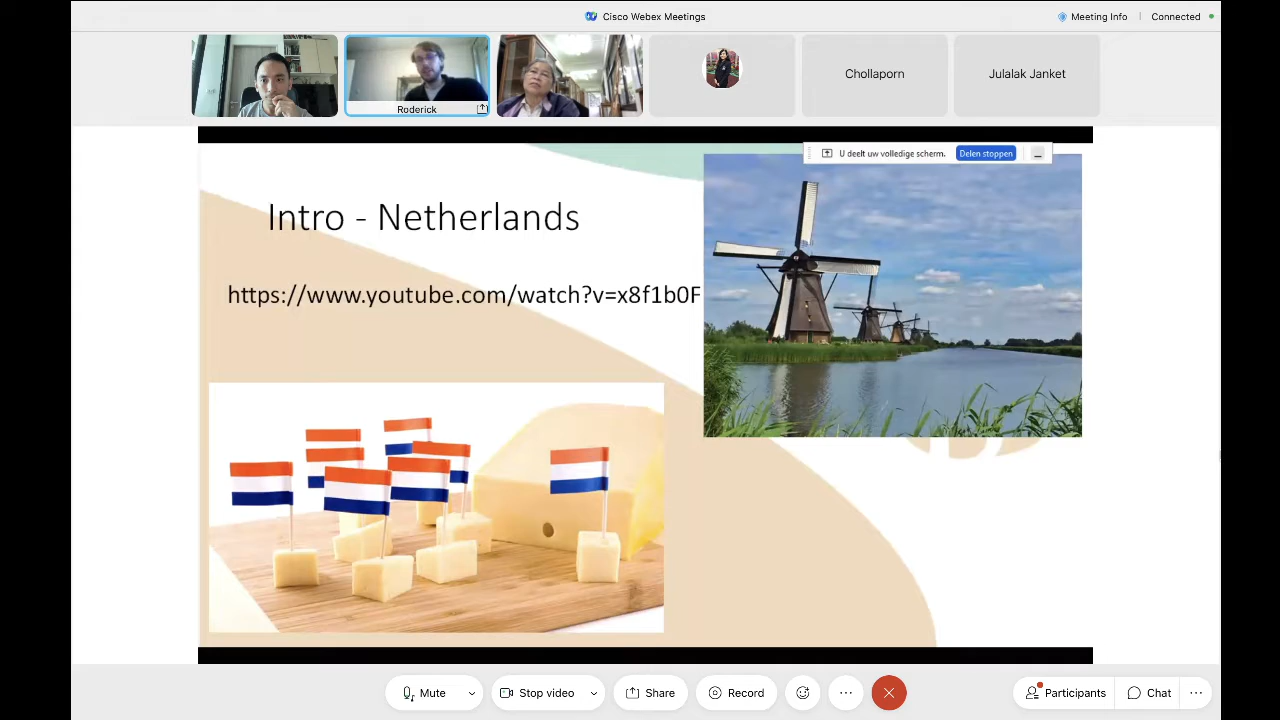 Cisco Webex Meetings
Meeting Info
Connected
Roderick
Chollaporn
Julalak Janket
U deelt uw volledige scherm.
Delen stoppen
Intro - Netherlands
https://www.youtube.com/watch?v=x8f1b0F
Mute
Stop video
Share
Record
Participants
Chat